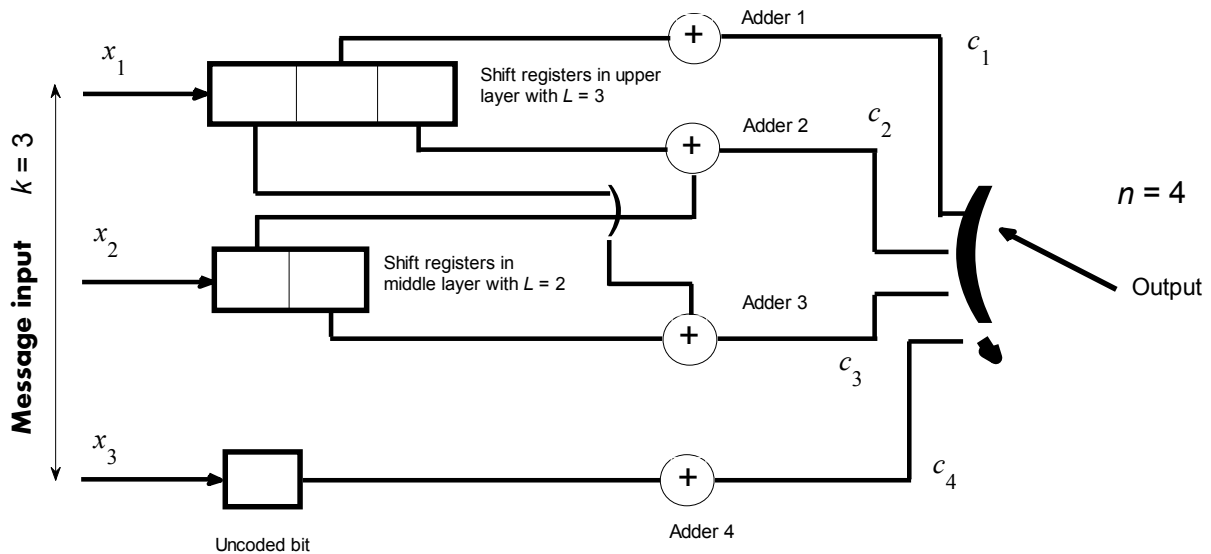 Adder 1
x1
c1
Shift registers in upper
layer with L = 3
+
Adder 2
c2
+
k = 3
n = 4
x2
Shift registers in
middle layer with L = 2
Message input
Output
Adder 3
+
c3
x3
+
c4
Adder 4
Uncoded bit